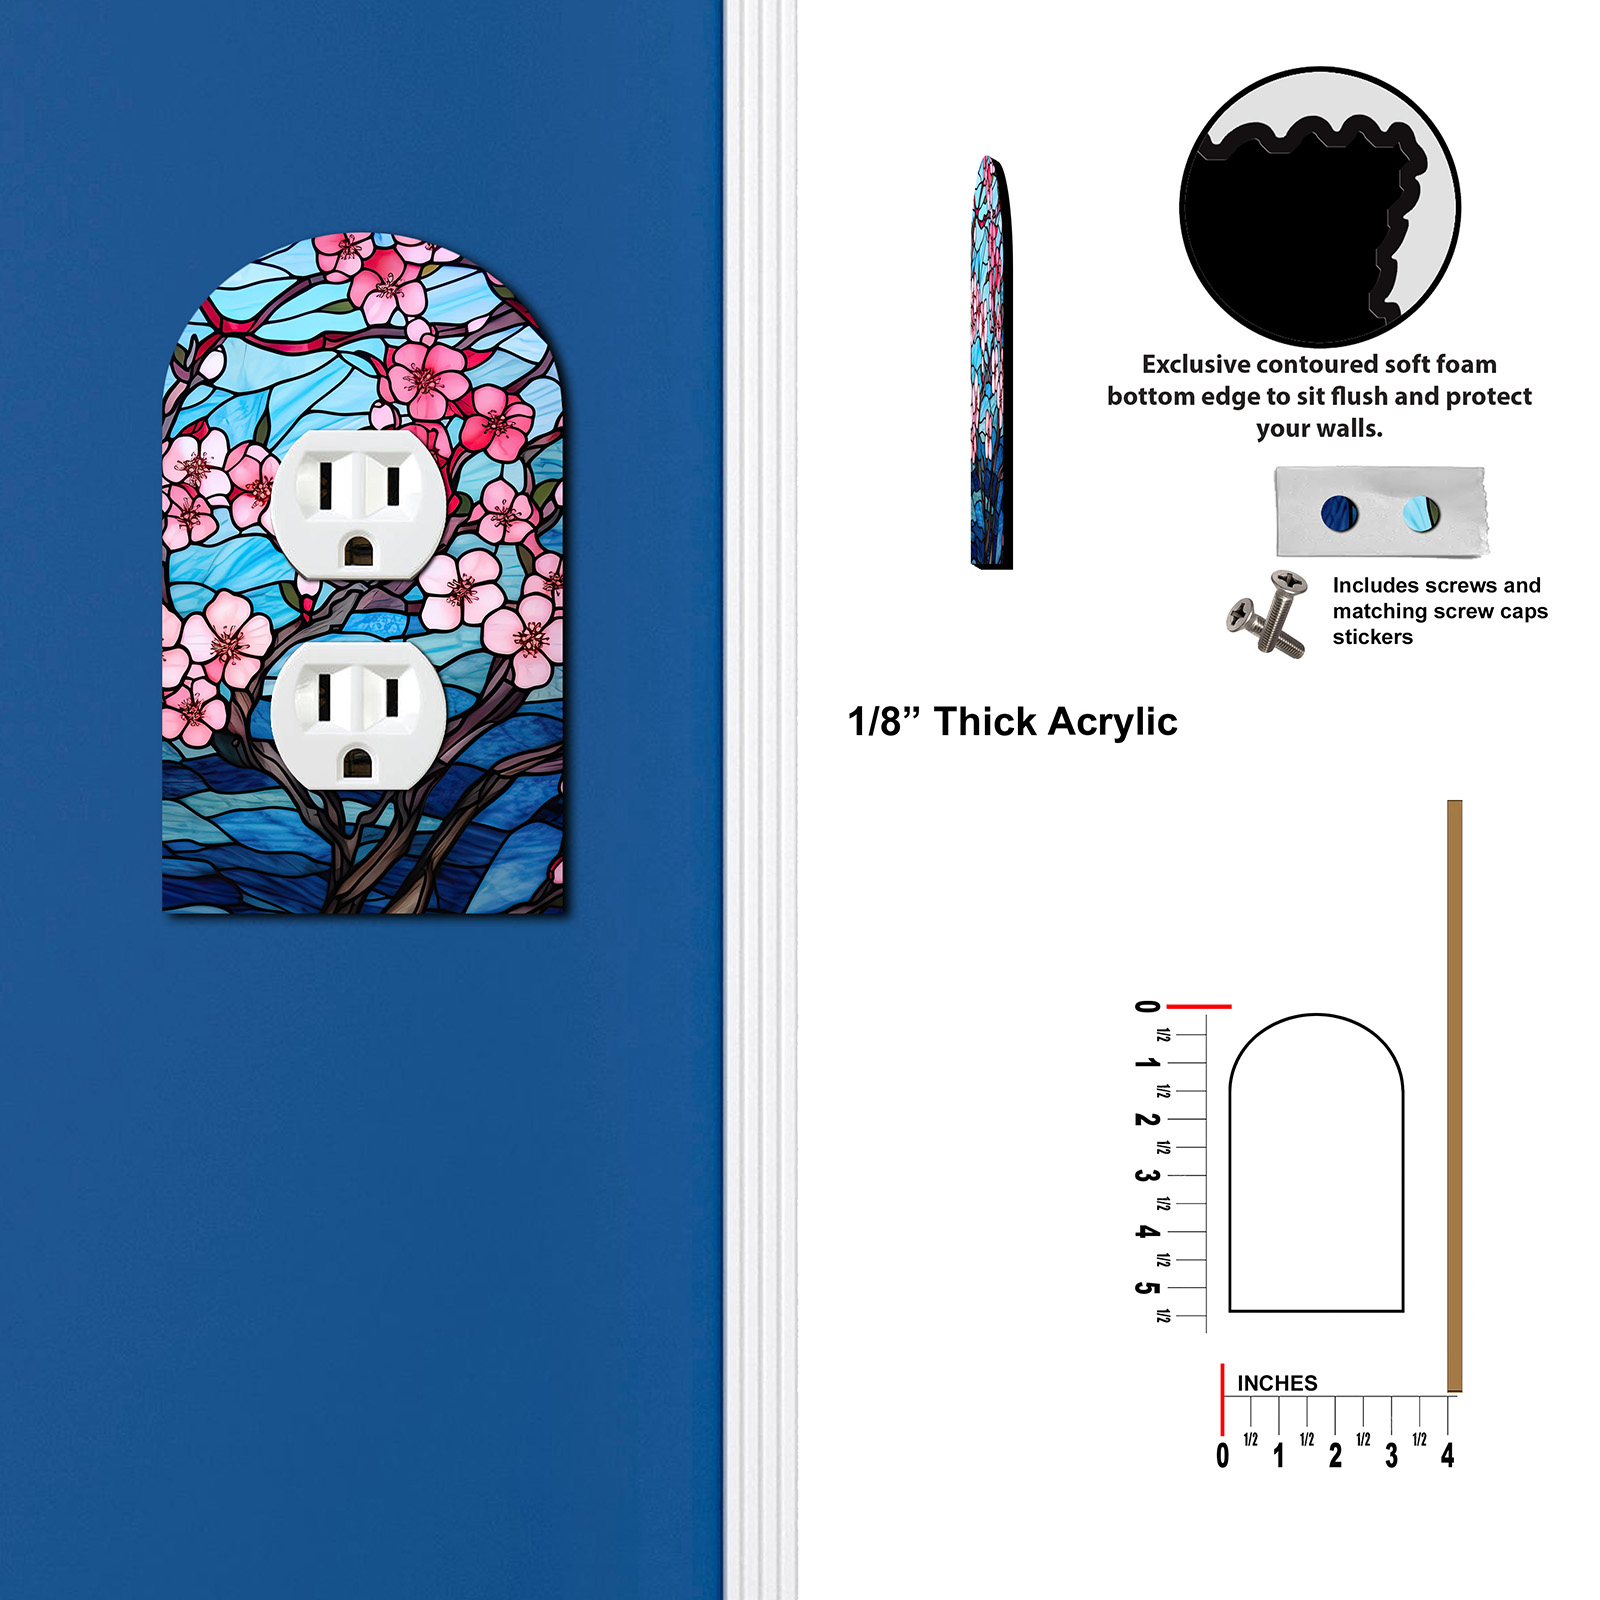 Exclusive contoured soft foam
bottom edge to sit flush and protect
your walls.
Includes screws and
matching screw caps
stickers
1/8” Thick Acrylic
0
1/2
1
1/2
2
1/2
3
1/2
4
1/2
5
1/2
INCHES
0 1/2 1 1/2 2 1/2 3 1/2 4